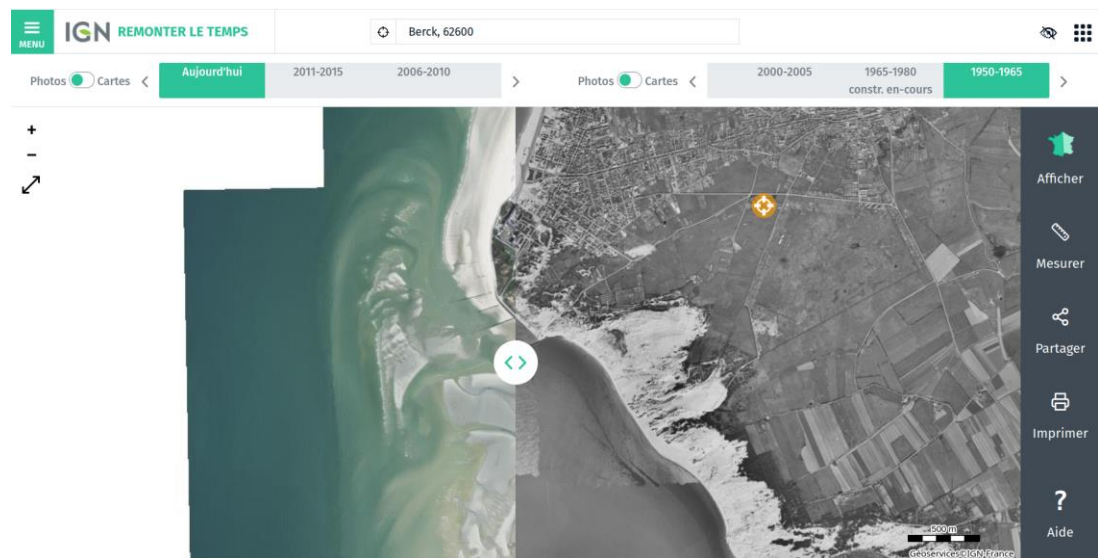 MENU
IGN REMONTER LE TEMPS
Berck, 62600
Photos Cartes
Aujourd'hui
2011-2015
2006-2010
Photos Cartes
2000-2005
1965-1980
constr. en-cours
1950-1965
+
−
Afficher
Mesurer
Partager
Imprimer
?
Aide
500 m
Géoservices©IGN-France